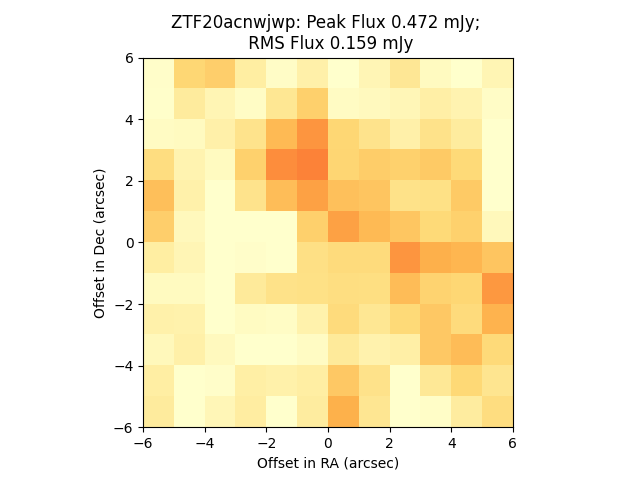 ZTF20acnwjwp: Peak Flux 0.472 mJy;
RMS Flux 0.159 mJy
6
4
2
0
−2
−4
−6
Offset in Dec (arcsec)
−6 −4 −2 0 2 4 6
Offset in RA (arcsec)